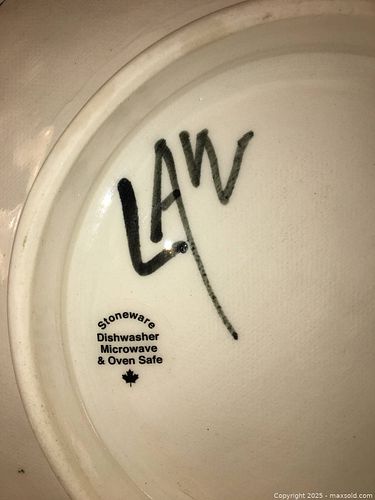 LAW
Stoneware
Dishwasher
Microwave
& Oven Safe
Copyright 2025 - maxsold.com